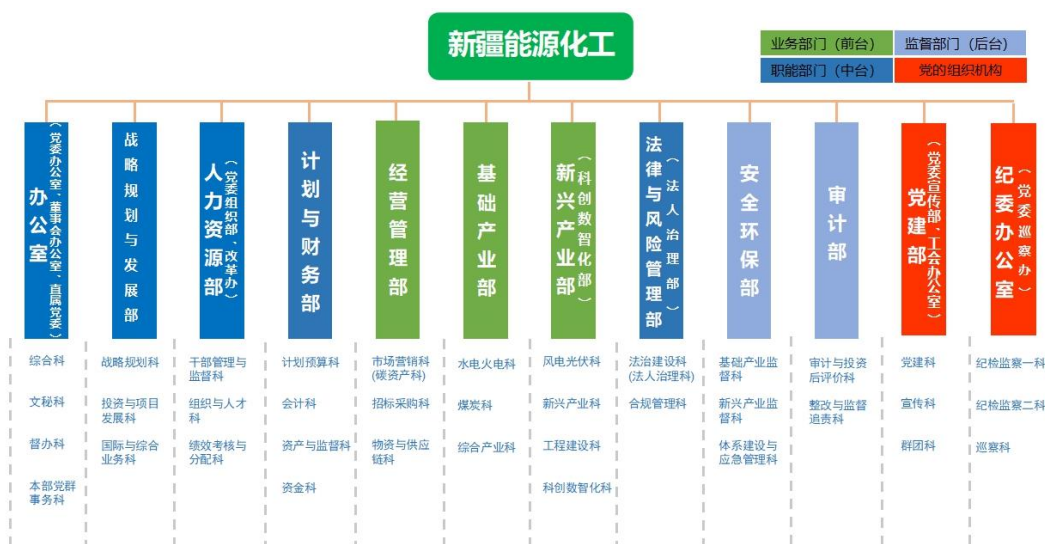 新疆能源化工
业务部门（前台）
监督部门（后台）
职能部门（中台）
党的组织机构
办公室
（党委办公室、董事会办公室、直属党委）
战略规划与发展部
人力资源部
（党委组织部、改革办）
计划与财务部
经营管理部
基础产业部
新兴产业部
（科创数智化部）
法律与风险管理部
（法人治理部）
安全环保部
审计部
党建部
（党委宣传部、工会办公室）
纪委办公室
（党委巡察办）
综合科
文秘科
督办科
本部党群
事务科
战略规划科
投资与项目
发展科
国际与综合
业务科
干部管理与
监督科
组织与人才
科
绩效考核与
分配科
计划预算科
会计科
资产与监督科
资金科
市场营销科
(碳资产科)
招标采购科
物资与供应
链科
水电火电科
煤炭科
综合产业科
风电光伏科
新兴产业科
工程建设科
科创数智化科
法治建设科
(法人治理科)
合规管理科
基础产业监
督科
新兴产业监
督科
体系建设与
应急管理科
审计与投资
后评价科
整改与监督
追责科
党建科
宣传科
群团科
纪检监察一科
纪检监察二科
巡察科